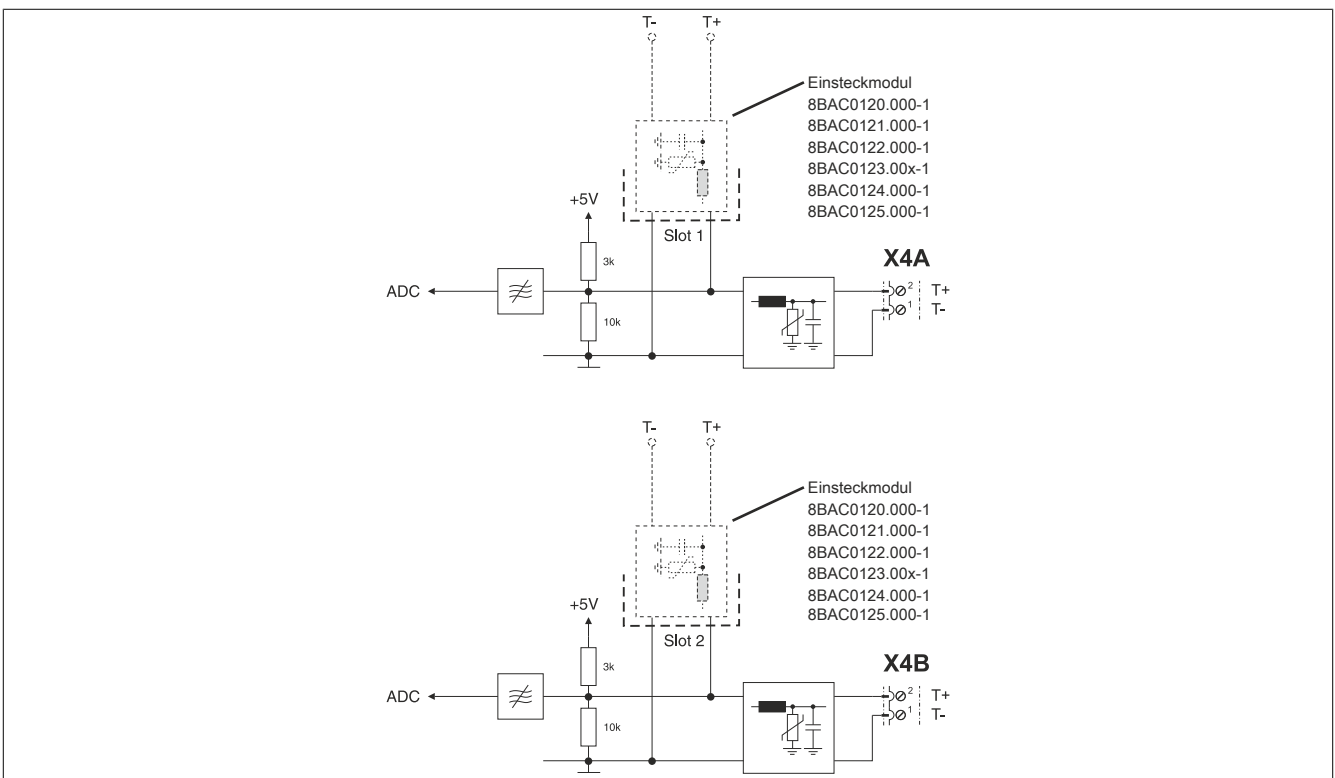 T- T+
Einsteckmodul
8BAC0120.000-1
8BAC0121.000-1
8BAC0122.000-1
8BAC0123.00x-1
8BAC0124.000-1
8BAC0125.000-1
+5V
Slot 1
3k
X4A
ADC
2 T+
1 T-
10k
T- T+
Einsteckmodul
8BAC0120.000-1
8BAC0121.000-1
8BAC0122.000-1
8BAC0123.00x-1
8BAC0124.000-1
8BAC0125.000-1
+5V
Slot 2
3k
X4B
ADC
2 T+
1 T-
10k